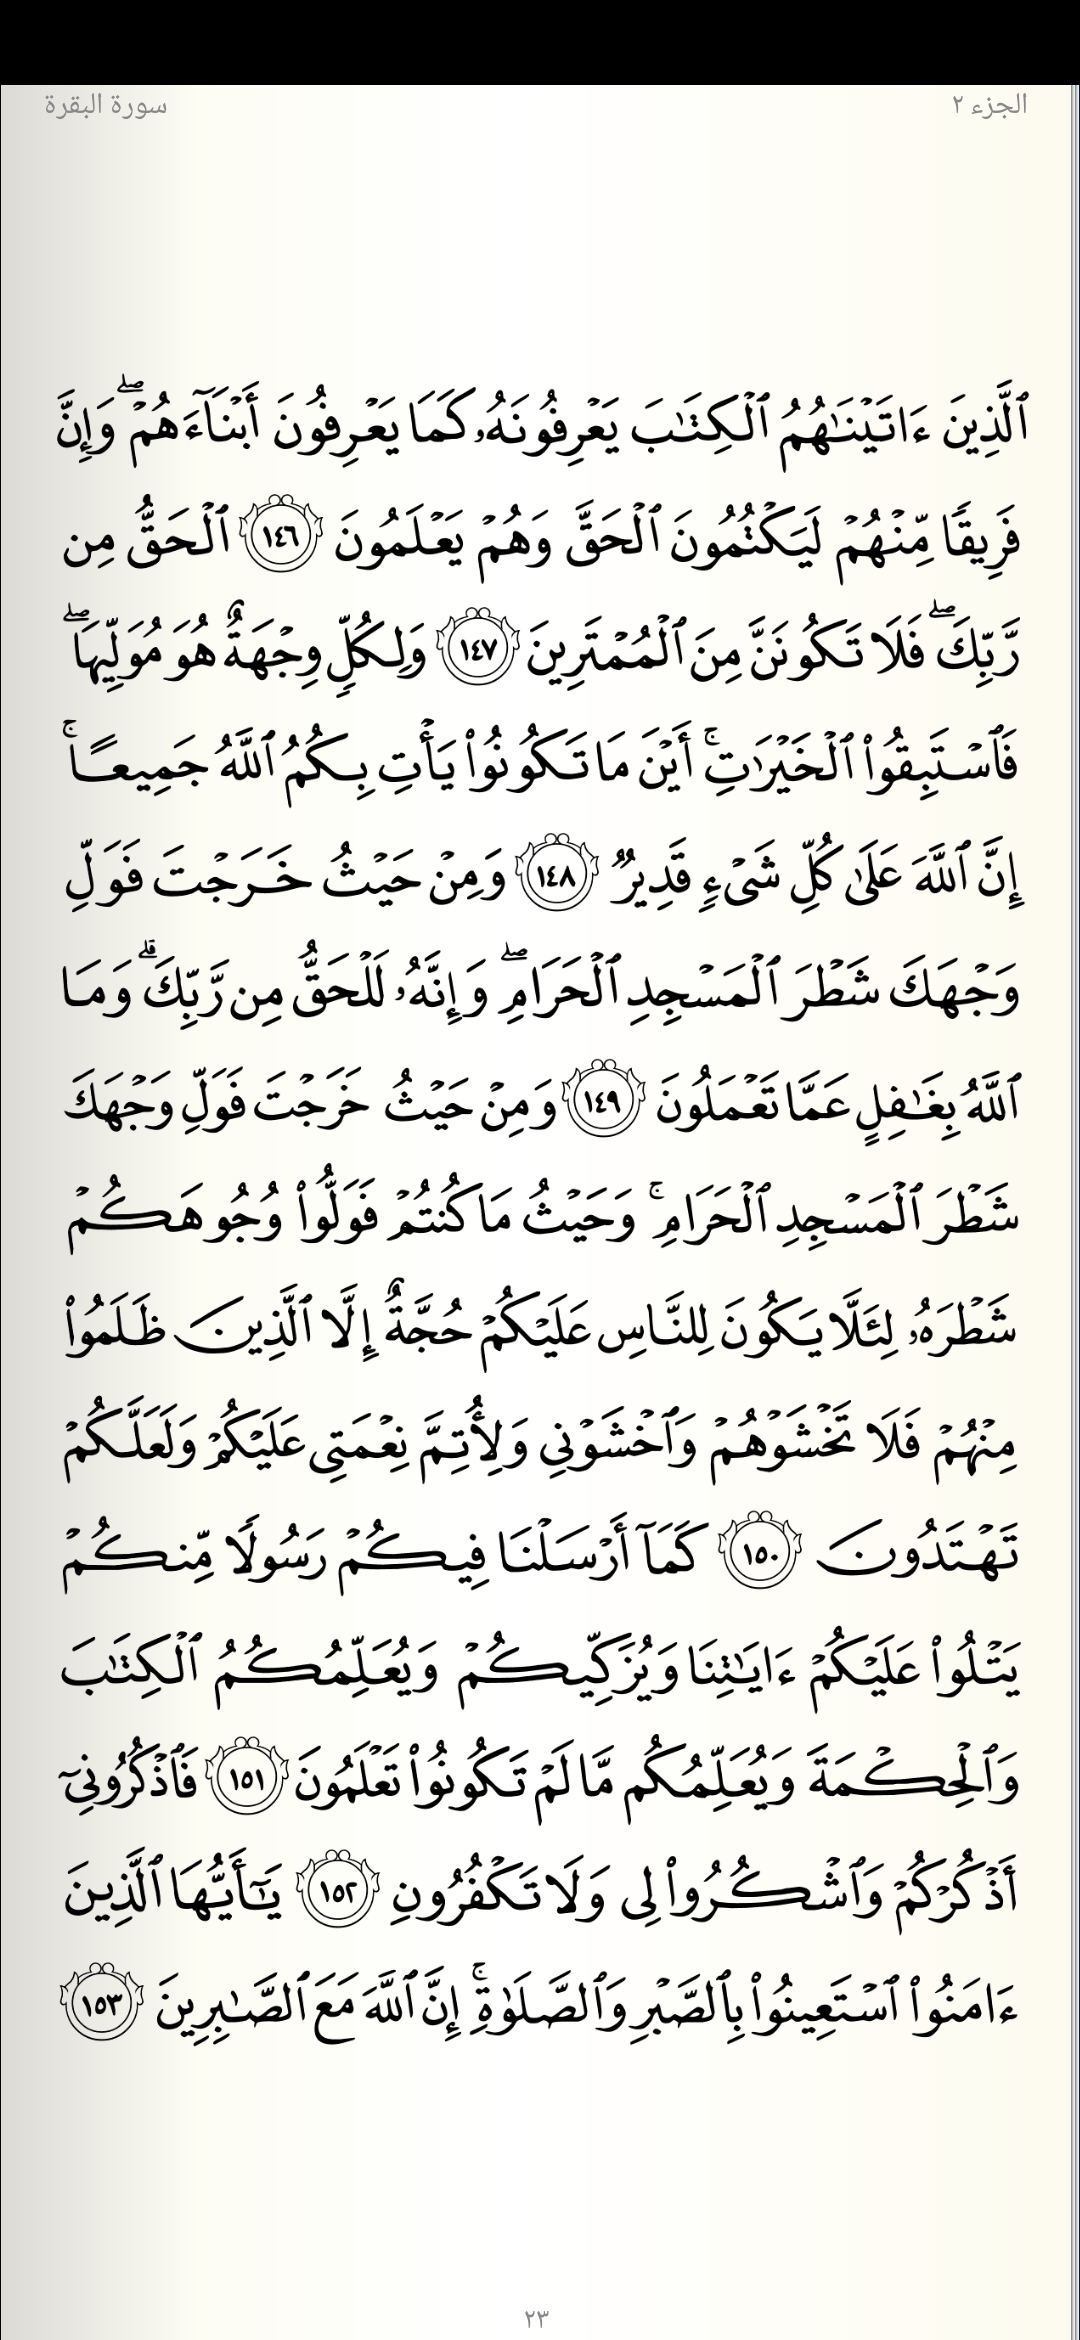 الجزء ٢
سورة البقرة
ٱلَّذِينَ ءَاتَيۡنَٰهُمُ ٱلۡكِتَٰبَ يَعۡرِفُونَهُۥ كَمَا يَعۡرِفُونَ أَبۡنَآءَهُمۡۖ وَإِنَّ
فَرِيقٗا مِّنۡهُمۡ لَيَكۡتُمُونَ ٱلۡحَقَّ وَهُمۡ يَعۡلَمُونَ ١٤٦ ٱلۡحَقُّ مِن
رَّبِّكَۖ فَلَا تَكُونَنَّ مِنَ ٱلۡمُمۡتَرِينَ ١٤٧ وَلِكُلّٖ وِجۡهَةٌ هُوَ مُوَلِّيهَاۖ
فَٱسۡتَبِقُواْ ٱلۡخَيۡرَٰتِۚ أَيۡنَ مَا تَكُونُواْ يَأۡتِ بِكُمُ ٱللَّهُ جَمِيعًاۚ
إِنَّ ٱللَّهَ عَلَىٰ كُلِّ شَيۡءٖ قَدِيرٞ ١٤٨ وَمِنۡ حَيۡثُ خَرَجۡتَ فَوَلِّ
وَجۡهَكَ شَطۡرَ ٱلۡمَسۡجِدِ ٱلۡحَرَامِۖ وَإِنَّهُۥ لَلۡحَقُّ مِن رَّبِّكَۗ وَمَا
ٱللَّهُ بِغَٰفِلٍ عَمَّا تَعۡمَلُونَ ١٤٩ وَمِنۡ حَيۡثُ خَرَجۡتَ فَوَلِّ وَجۡهَكَ
شَطۡرَ ٱلۡمَسۡجِدِ ٱلۡحَرَامِۚ وَحَيۡثُ مَا كُنتُمۡ فَوَلُّواْ وُجُوهَكُمۡ
شَطۡرَهُۥ لِئَلَّا يَكُونَ لِلنَّاسِ عَلَيۡكُمۡ حُجَّةٌ إِلَّا ٱلَّذِينَ ظَلَمُواْ
مِنۡهُمۡ فَلَا تَخۡشَوۡهُمۡ وَٱخۡشَوۡنِي وَلِأُتِمَّ نِعۡمَتِي عَلَيۡكُمۡ وَلَعَلَّكُمۡ
تَهۡتَدُونَ ١٥٠ كَمَآ أَرۡسَلۡنَا فِيكُمۡ رَسُولٗا مِّنكُمۡ
يَتۡلُواْ عَلَيۡكُمۡ ءَايَٰتِنَا وَيُزَكِّيكُمۡ وَيُعَلِّمُكُمُ ٱلۡكِتَٰبَ
وَٱلۡحِكۡمَةَ وَيُعَلِّمُكُم مَّا لَمۡ تَكُونُواْ تَعۡلَمُونَ ١٥١ فَٱذۡكُرُونِيٓ
أَذۡكُرۡكُمۡ وَٱشۡكُرُواْ لِي وَلَا تَكۡفُرُونِ ١٥٢ يَٰٓأَيُّهَا ٱلَّذِينَ
ءَامَنُواْ ٱسۡتَعِينُواْ بِٱلصَّبۡرِ وَٱلصَّلَوٰةِۚ إِنَّ ٱللَّهَ مَعَ ٱلصَّٰبِرِينَ ١٥٣
٢٣